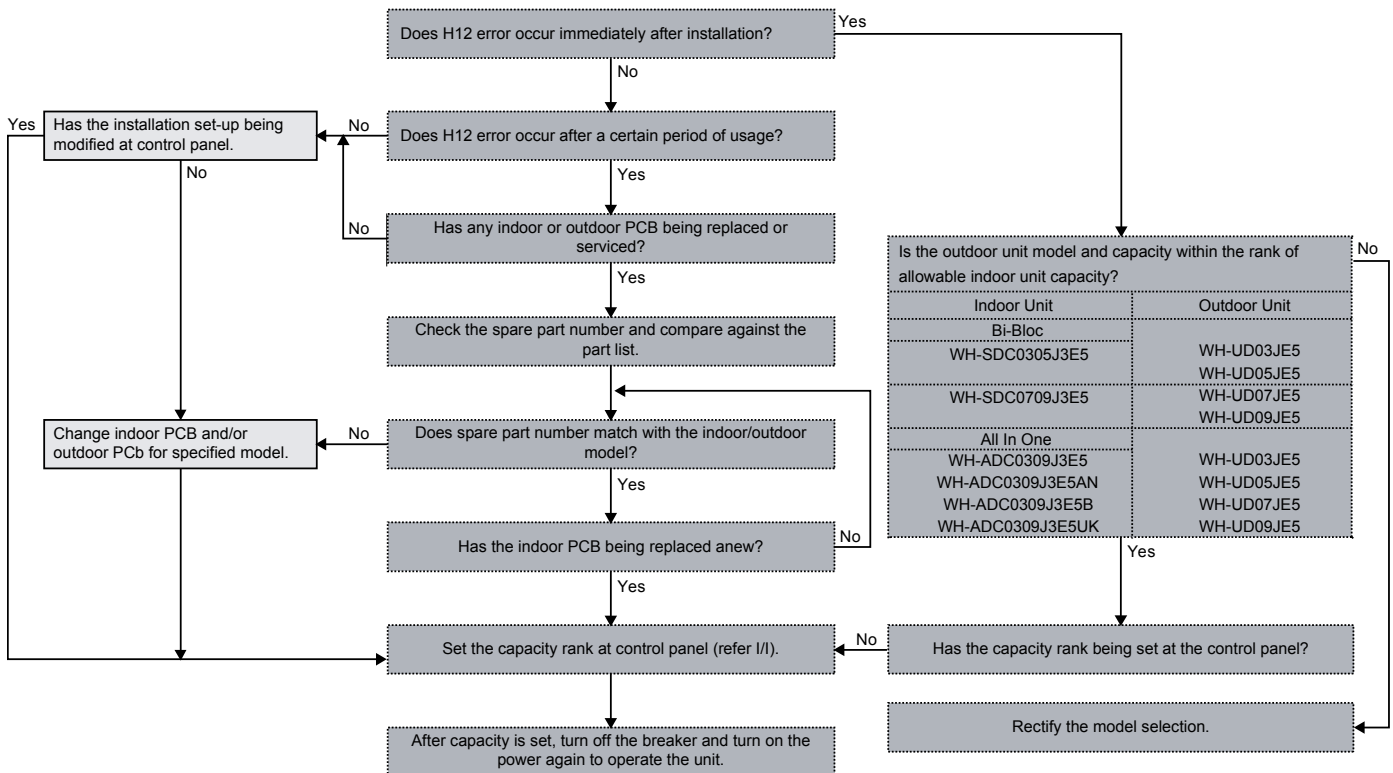 Does H12 error occur immediately after installation?
Yes
No
Yes
Has the installation set-up being
modified at control panel.
No
Does H12 error occur after a certain period of usage?
No
Yes
No
Has any indoor or outdoor PCB being replaced or
serviced?
Yes
Check the spare part number and compare against the
part list.
Change indoor PCB and/or
outdoor PCb for specified model.
No
Does spare part number match with the indoor/outdoor
model?
Yes
Has the indoor PCB being replaced anew?
No
Yes
Set the capacity rank at control panel (refer I/I).
After capacity is set, turn off the breaker and turn on the
power again to operate the unit.
Is the outdoor unit model and capacity within the rank of
allowable indoor unit capacity?
No
Indoor Unit
Outdoor Unit
Bi-Bloc
WH-SDC0305J3E5
WH-UD03JE5
WH-UD05JE5
WH-SDC0709J3E5
WH-UD07JE5
WH-UD09JE5
All In One
WH-ADC0309J3E5
WH-UD03JE5
WH-ADC0309J3E5AN
WH-UD05JE5
WH-ADC0309J3E5B
WH-UD07JE5
WH-ADC0309J3E5UK
WH-UD09JE5
Yes
No
Has the capacity rank being set at the control panel?
Rectify the model selection.